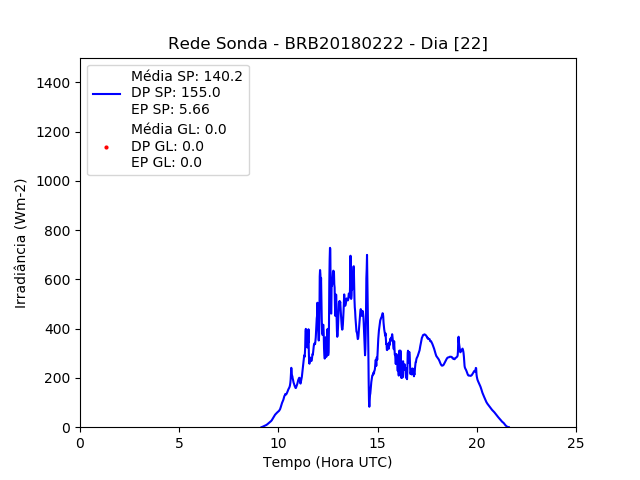 Rede Sonda - BRB20180222 - Dia [22]
Média SP: 140.2
DP SP: 155.0
EP SP: 5.66
Média GL: 0.0
DP GL: 0.0
EP GL: 0.0
1400
1200
1000
800
600
400
200
0
Irradiância (Wm-2)
0 5 10 15 20 25
Tempo (Hora UTC)